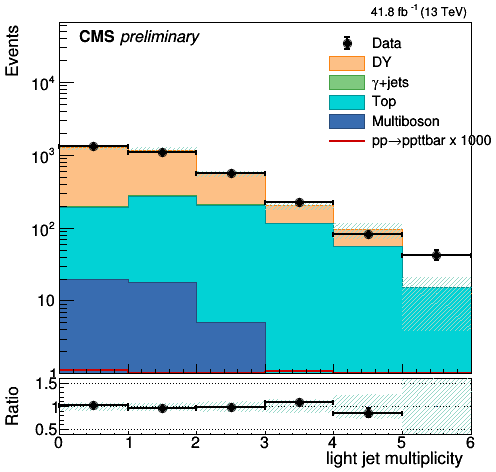 41.8 fb⁻¹ (13 TeV)
CMS preliminary
Events
Data
DY
γ+jets
Top
Multiboson
pp→ppttbar x 1000
10⁴
10³
10²
10
1
Ratio
1.5
1
0.5
0 1 2 3 4 5 6
light jet multiplicity